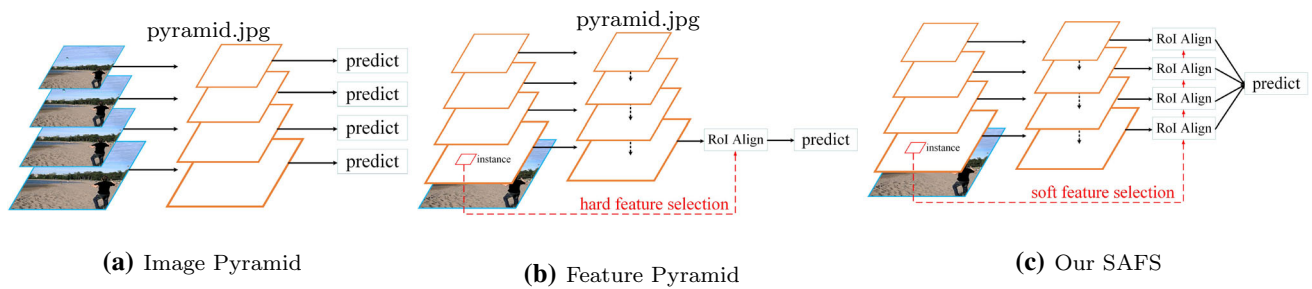 pyramid.jpg
predict
predict
predict
predict
(a) Image Pyramid
pyramid.jpg
instance
RoI Align
predict
hard feature selection
(b) Feature Pyramid
RoI Align
RoI Align
RoI Align
RoI Align
predict
instance
soft feature selection
(c) Our SAFS